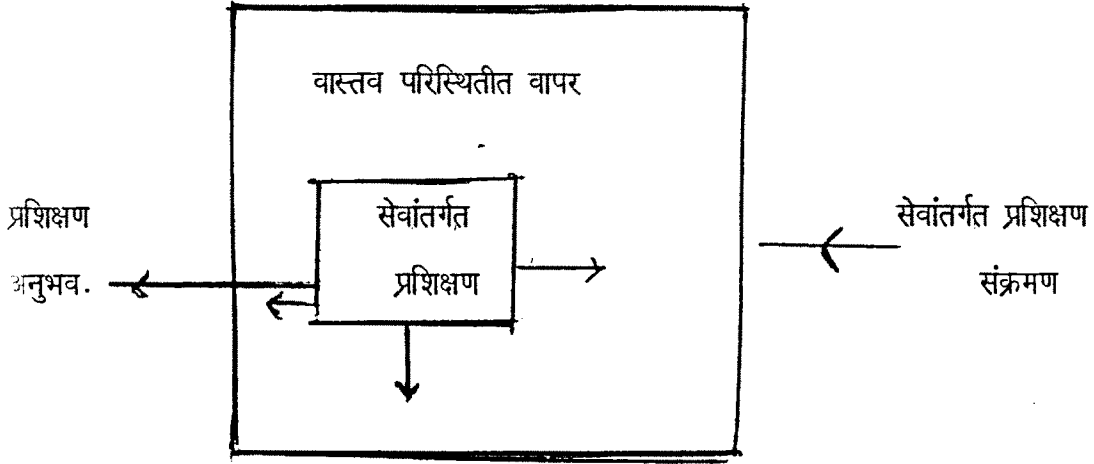 वास्तव परिस्थितीत वापर
प्रशिक्षण
अनुभव.
सेवांतर्गत
प्रशिक्षण
सेवांतर्गत प्रशिक्षण
संक्रमण